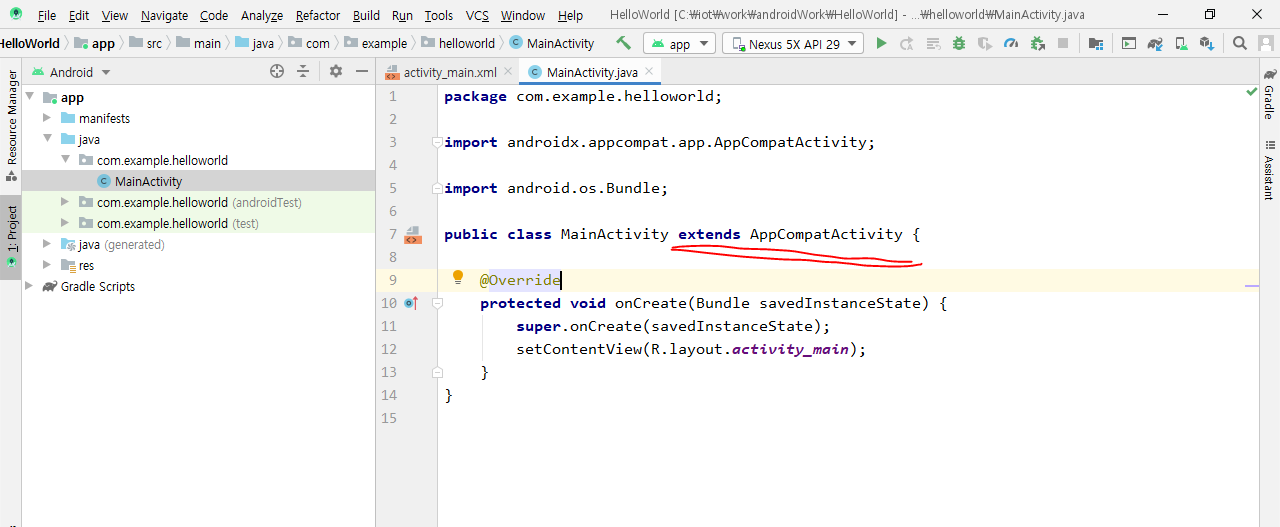 File Edit View Navigate Code Analyze Refactor Build Run Tools VCS Window Help HelloWorld [C:₩iot₩work₩androidWork₩HelloWorld] - ...₩helloworld₩MainActivity.java
HelloWorld app src main java com example helloworld MainActivity app Nexus 5X API 29
Android
activity_main.xml MainActivity.java
Resource Manager
1: Project
app
manifests
java
com.example.helloworld
MainActivity
com.example.helloworld (androidTest)
com.example.helloworld (test)
java (generated)
res
Gradle Scripts
1 package com.example.helloworld;
2
3 import androidx.appcompat.app.AppCompatActivity;
4
5 import android.os.Bundle;
6
7 public class MainActivity extends AppCompatActivity {
8
9 @Override
10 protected void onCreate(Bundle savedInstanceState) {
11 super.onCreate(savedInstanceState);
12 setContentView(R.layout.activity_main);
13 }
14 }
15
Gradle
Assistant